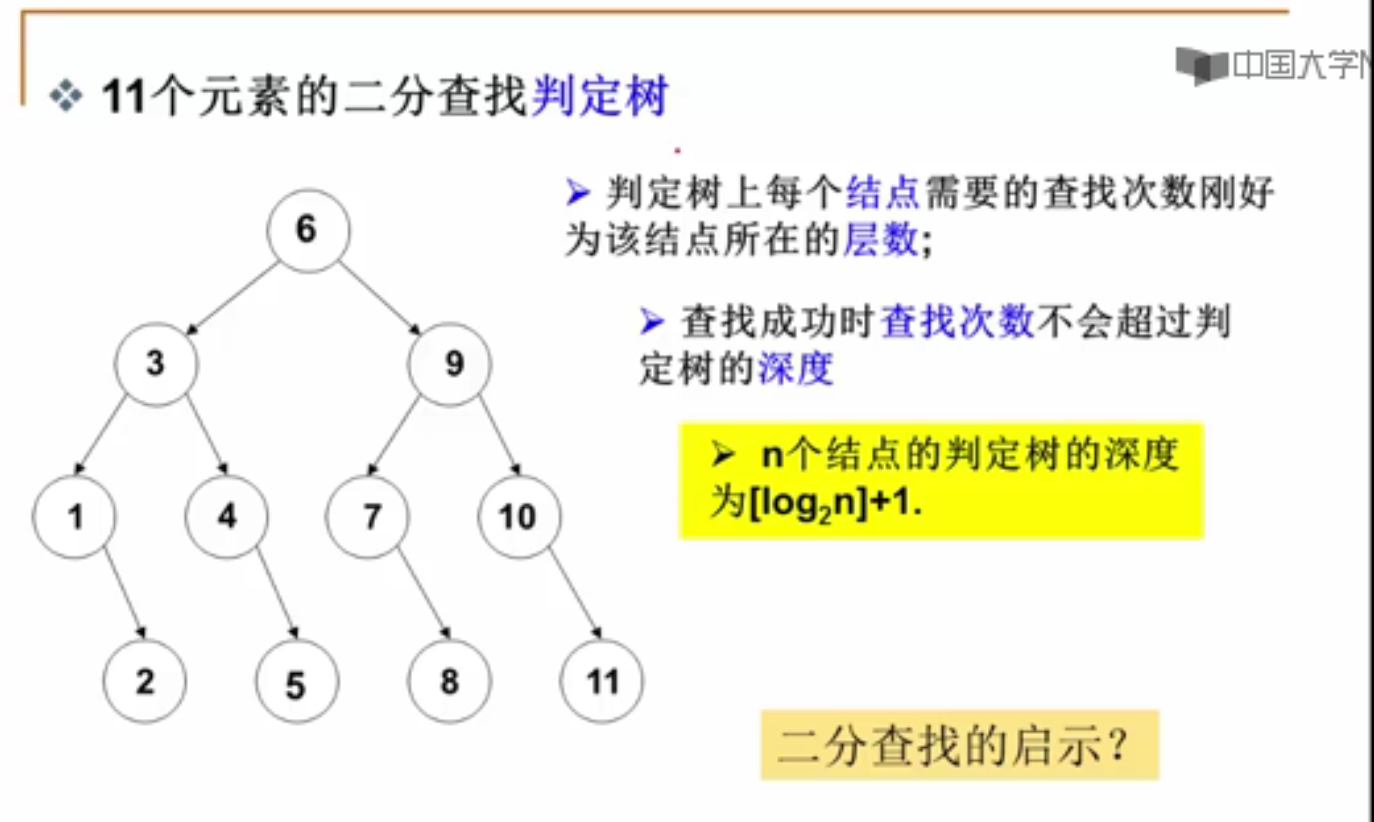 中国大学M
11个元素的二分查找判定树
判定树上每个结点需要的查找次数刚好
为该结点所在的层数;
查找成功时查找次数不会超过判
定树的深度
n个结点的判定树的深度
为[log₂n]+1.
6
3 9
1 4 7 10
2 5 8 11
二分查找的启示？